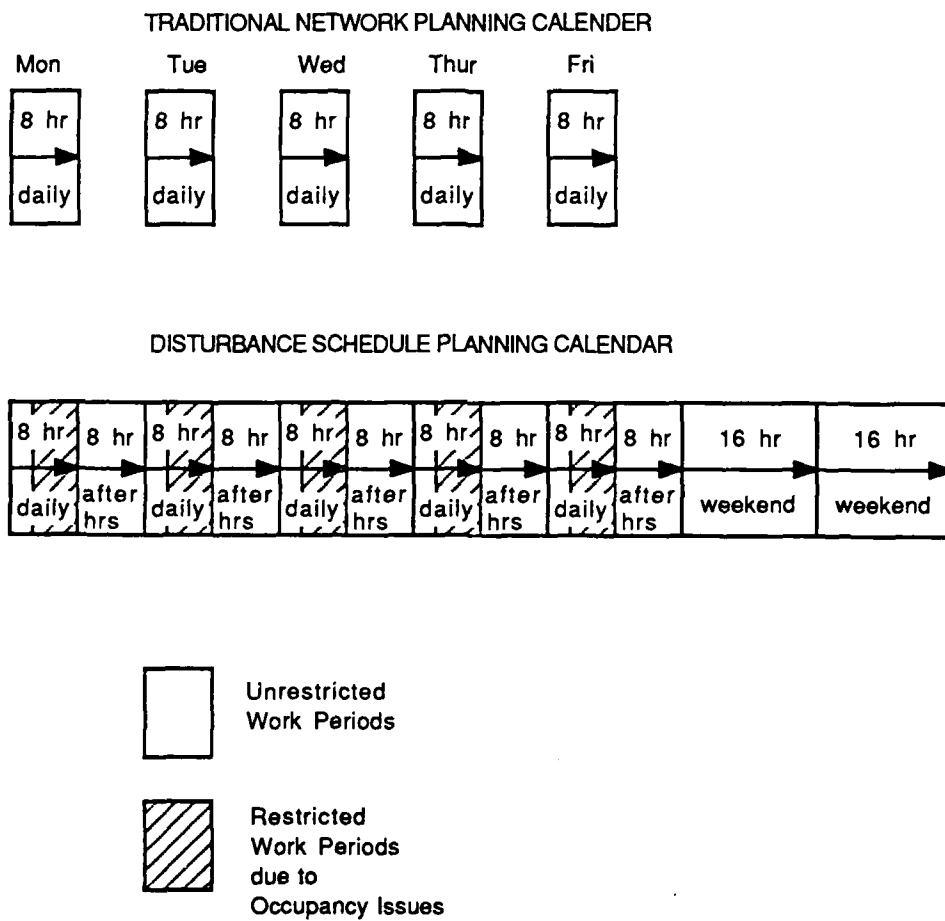 TRADITIONAL NETWORK PLANNING CALENDER
Mon Tue Wed Thur Fri
8 hr 8 hr 8 hr 8 hr 8 hr
daily daily daily daily daily
DISTURBANCE SCHEDULE PLANNING CALENDAR
8 hr 8 hr 8 hr 8 hr 8 hr 8 hr 8 hr 8 hr 8 hr 8 hr 16 hr 16 hr
daily after hrs daily after hrs daily after hrs daily after hrs daily after hrs weekend weekend
Unrestricted
Work Periods
Restricted
Work Periods
due to
Occupancy Issues